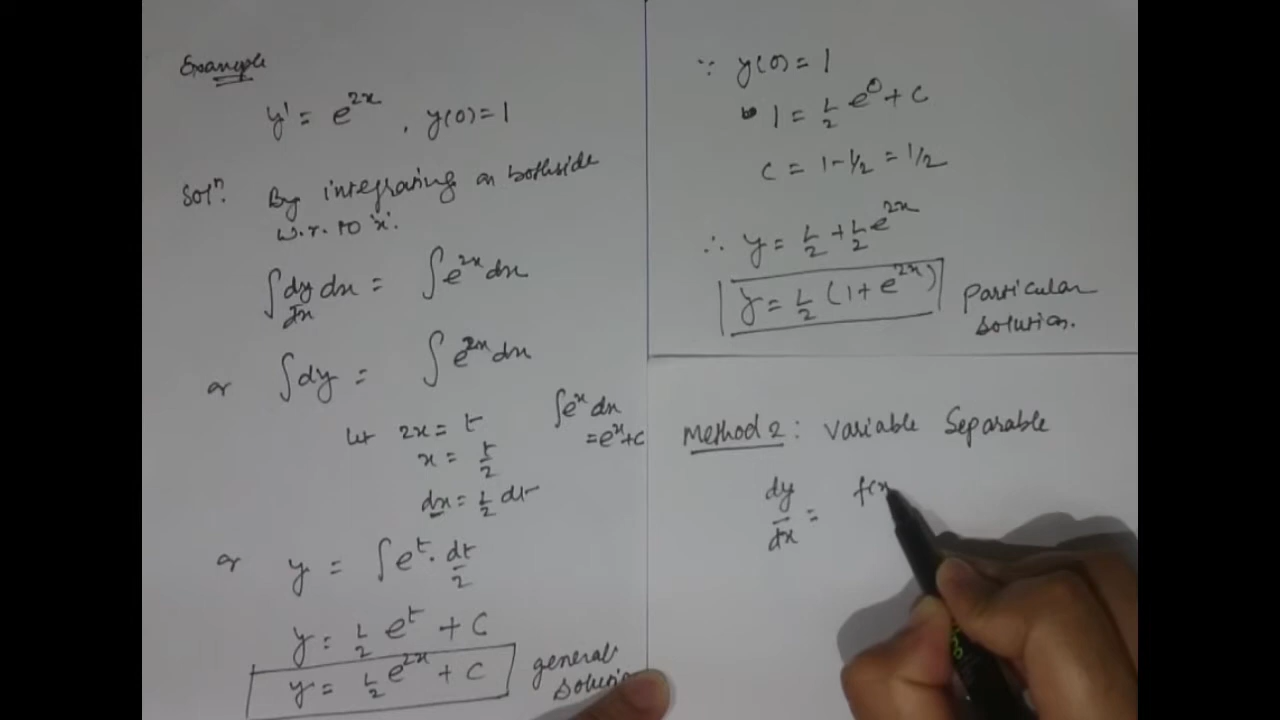 Example
y' = e^{2x} , y(0)=1
Solⁿ. By integrating on bothside
w.r. to 'x'.
∫ dy/dx dx = ∫ e^{2x} dx
or ∫ dy = ∫ e^{2x} dx
let 2x = t
∫ e^x dx
= e^x + c
x = t/2
dx = 1/2 dt
or y = ∫ e^t · dt/2
y = 1/2 e^t + C
y = 1/2 e^{2x} + C
general
solution
∵ y(0) = 1
1 = 1/2 e^0 + C
C = 1 - 1/2 = 1/2
∴ y = 1/2 + 1/2 e^{2x}
y = 1/2 (1 + e^{2x})
particular
solution.
Method 2 : Variable Separable
dy/dx = f(x